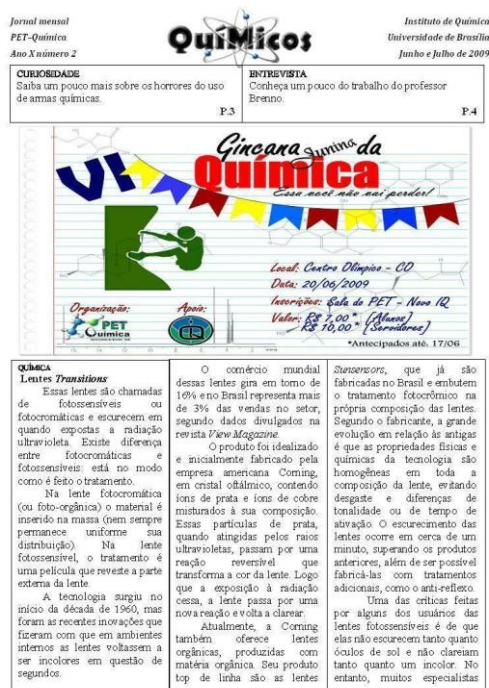 Jornal mensal
PET-Química
Ano X número 2
QuíMicos
Instituto de Química
Universidade de Brasília
Junho e Julho de 2009
CURIOSIDADE
Saiba um pouco mais sobre os horrores do uso
de armas químicas.
P.3
ENTREVISTA
Conheça um pouco do trabalho do professor
Brenno.
P.4
VI Gincana Junina da
Química
Essa você não vai perder!
Local: Centro Olímpico - CO
Data: 20/06/2009
Inscrições: Sala do PET - Novo IQ
Valor: R$ 7,00* (Alunos)
R$ 10,00* (Servidores)
*Antecipados até: 17/06
Organização:
PET
Química
Apoio:
IQ
QUÍMICA
Lentes Transitions
Essas lentes são chamadas
de fotossensíveis ou
fotocromáticas e escurecem em
quando expostas a radiação
ultravioleta. Existe diferença
entre fotocromáticas e
fotossensíveis: está no modo
como é feito o tratamento.
Na lente fotocromática
(ou foto-orgânica) o material é
inserido na massa (nem sempre
permanece uniforme sua
distribuição). Na lente
fotossensível, o tratamento é
uma película que reveste a parte
externa da lente.
A tecnologia surgiu no
início da década de 1960, mas
foram as recentes inovações que
fizeram com que em ambientes
internos as lentes voltassem a
ser incolores em questão de
segundos.
O comércio mundial
dessas lentes gira em torno de
16% e no Brasil representa mais
de 3% das vendas no setor,
segundo dados divulgados na
revista View Magazine.
O produto foi idealizado
e inicialmente fabricado pela
empresa americana Corning,
em cristal oftálmico, contendo
íons de prata e íons de cobre
misturados à sua composição.
Essas partículas de prata,
quando atingidas pelos raios
ultravioletas, passam por uma
reação reversível que
transforma a cor da lente. Logo
que a exposição à radiação
cessa, a lente passa por uma
nova reação e volta a clarear.
Atualmente, a Corning
também oferece lentes
orgânicas, produzidas com
matéria orgânica. Seu produto
top de linha são as lentes
Sunsensors, que já são
fabricadas no Brasil e embutem
o tratamento fotocrômico na
própria composição das lentes.
Segundo o fabricante, a grande
evolução em relação às antigas
é que as propriedades físicas e
químicas da tecnologia são
homogêneas em toda a
composição da lente, evitando
desgaste e diferenças de
tonalidade ou de tempo de
ativação. O escurecimento das
lentes ocorre em cerca de um
minuto, superando os produtos
anteriores, além de ser possível
fabricá-las com tratamentos
adicionais, como o anti-reflexo.
Uma das críticas feitas
por alguns dos usuários das
lentes fotossensíveis é de que
elas não escurecem tanto quanto
óculos de sol e não clareiam
tanto quanto um incolor. No
entanto, muitos especialistas